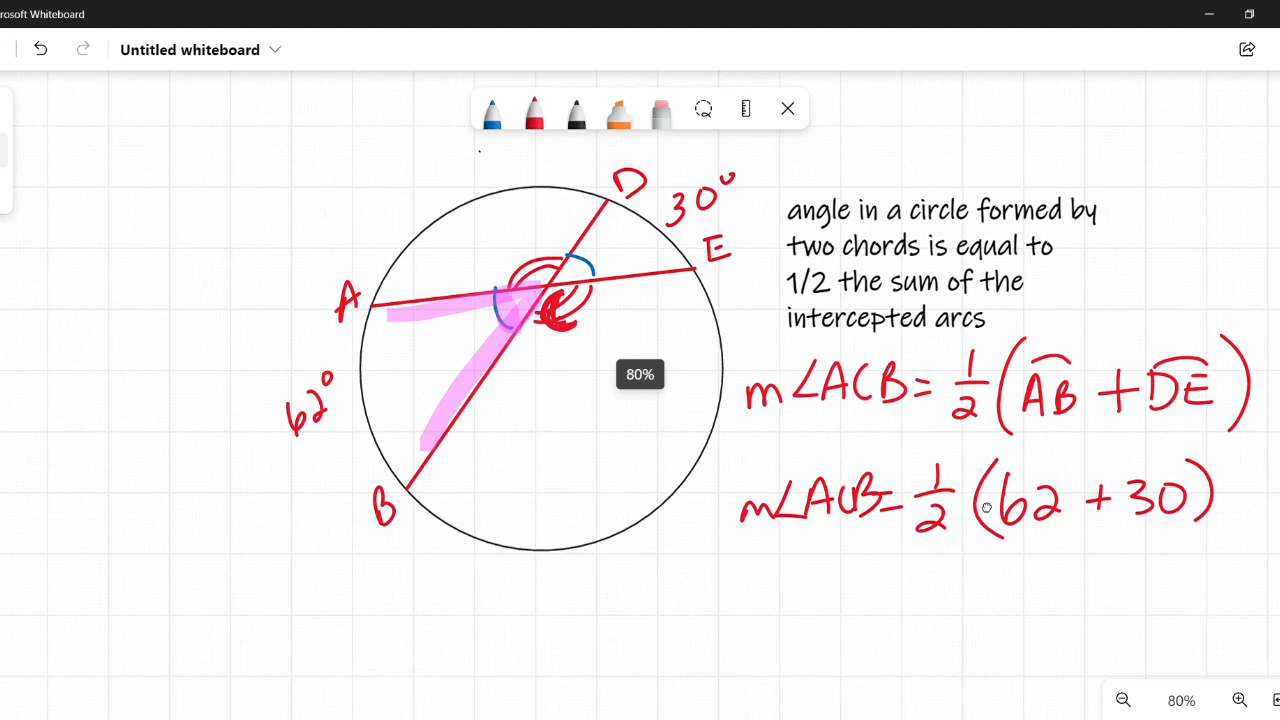 rosoft Whiteboard
Untitled whiteboard
D
30°
E
A
62°
B
C
80%
angle in a circle formed by
two chords is equal to
1/2 the sum of the
intercepted arcs
m∠ACB = 1/2 (AB + DE)
m∠ACB = 1/2 (62 + 30)
80%